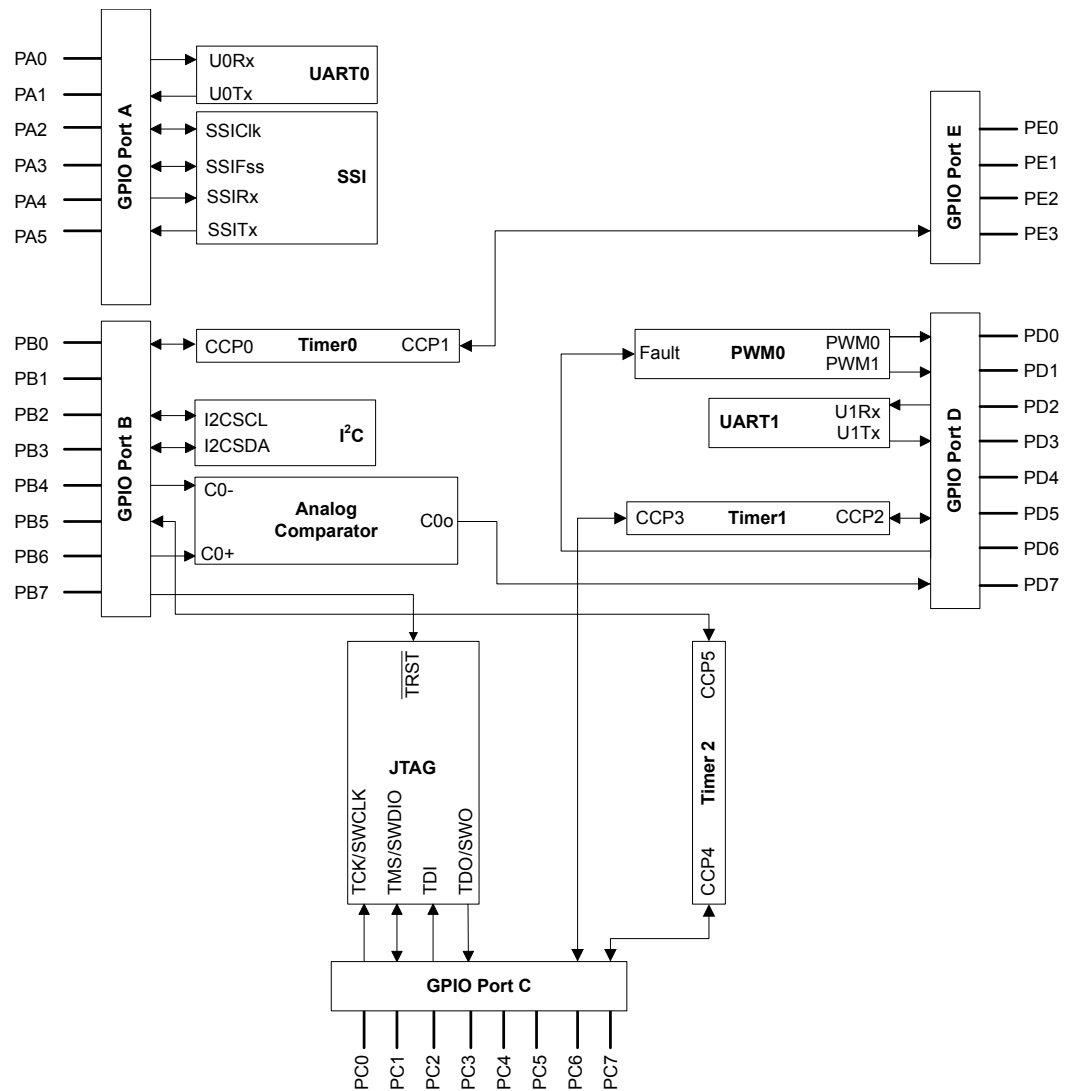 PA0
PA1
PA2
PA3
PA4
PA5
GPIO Port A
U0Rx
U0Tx
UART0
SSIClk
SSIFss
SSIRx
SSITx
SSI
GPIO Port E
PE0
PE1
PE2
PE3
PB0
PB1
PB2
PB3
PB4
PB5
PB6
PB7
GPIO Port B
CCP0 Timer0 CCP1
I2CSCL
I2CSDA
I²C
C0-
C0+
Analog
Comparator
C0o
Fault PWM0 PWM0
PWM1
UART1
U1Rx
U1Tx
CCP3 Timer1 CCP2
GPIO Port D
PD0
PD1
PD2
PD3
PD4
PD5
PD6
PD7
TRST
JTAG
TCK/SWCLK
TMS/SWDIO
TDI
TDO/SWO
CCP5
Timer 2
CCP4
GPIO Port C
PC0
PC1
PC2
PC3
PC4
PC5
PC6
PC7